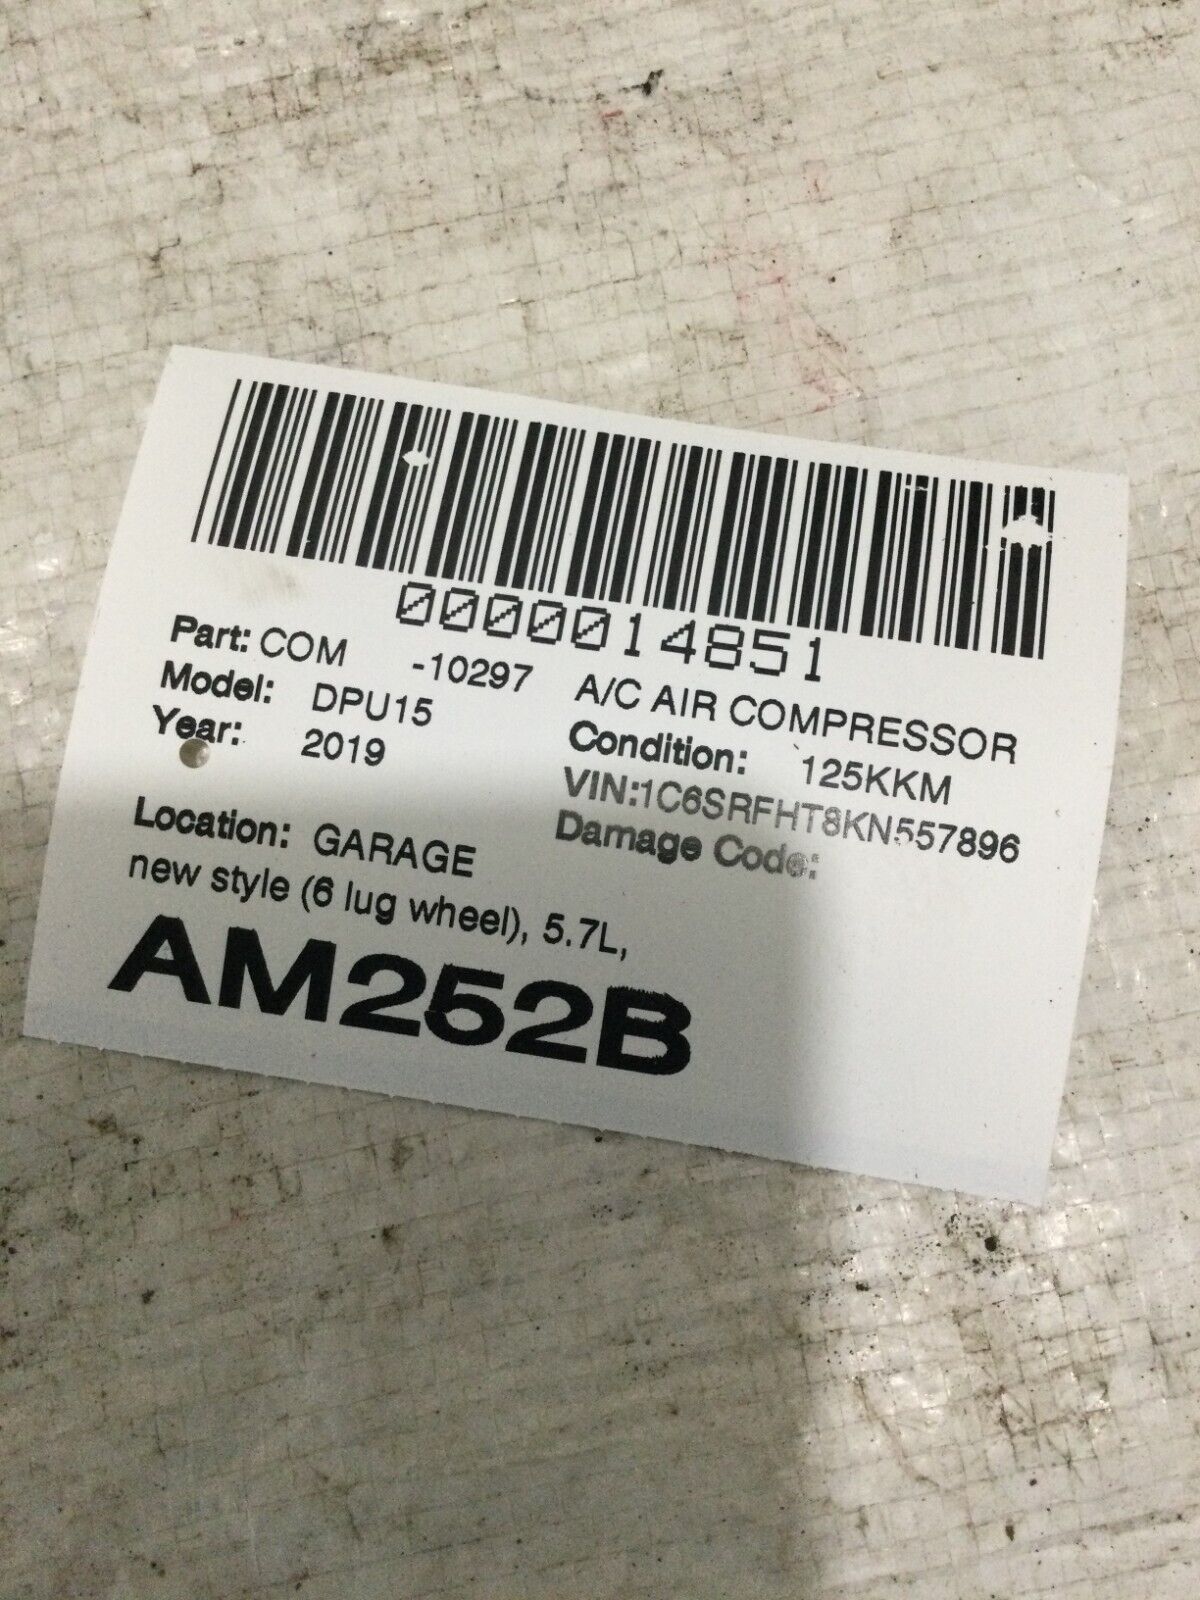 0000014851
Part: COM -10297 A/C AIR COMPRESSOR
Model: DPU15 Condition: 125KKM
Year: 2019 VIN:1C6SRFHT8KN557896
Damage Code:
Location: GARAGE
new style (6 lug wheel), 5.7L,
AM252B